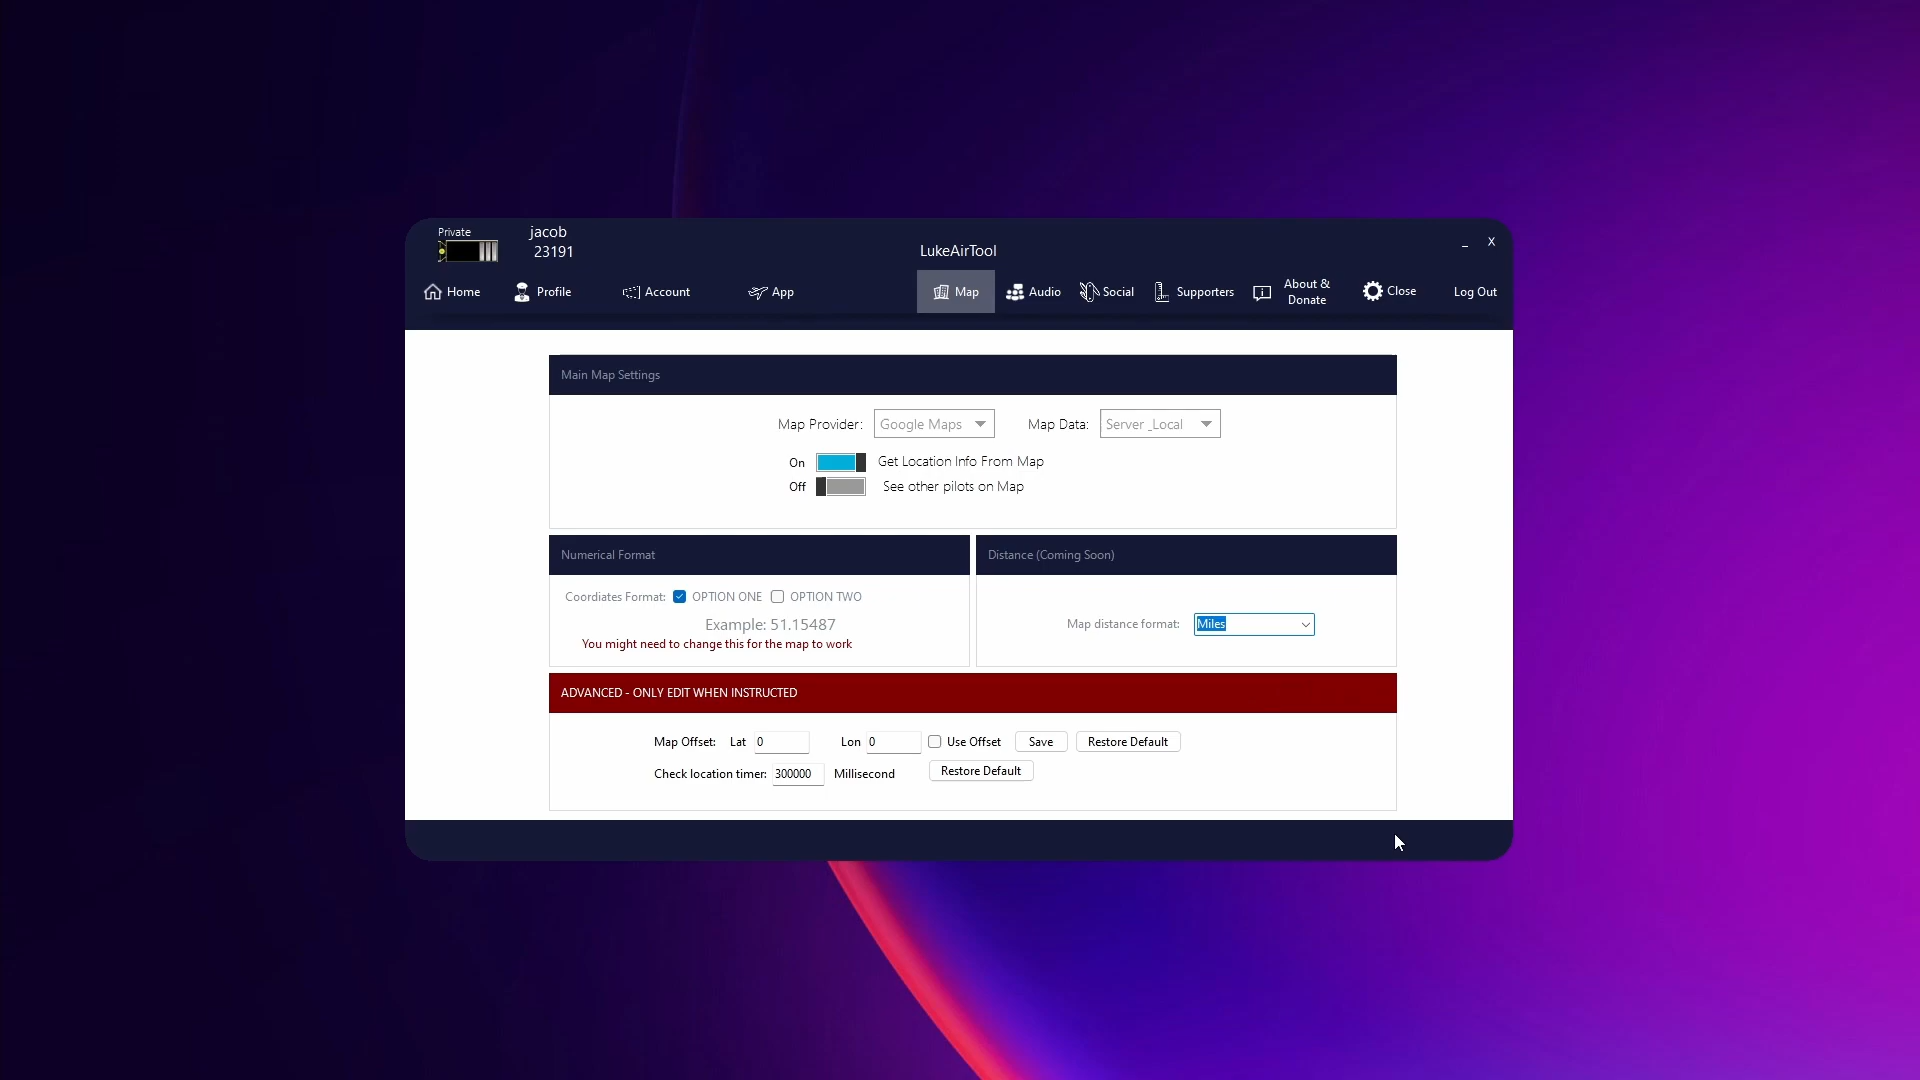 Private
jacob
23191
LukeAirTool
_ X
Home Profile Account App Map Audio Social Supporters About & Donate Close Log Out
Main Map Settings
Map Provider: Google Maps Map Data: Server _Local
On Get Location Info From Map
Off See other pilots on Map
Numerical Format
Coordiates Format: OPTION ONE OPTION TWO
Example: 51.15487
You might need to change this for the map to work
Distance (Coming Soon)
Map distance format: Miles
ADVANCED - ONLY EDIT WHEN INSTRUCTED
Map Offset: Lat 0 Lon 0 Use Offset Save Restore Default
Check location timer: 300000 Millisecond Restore Default